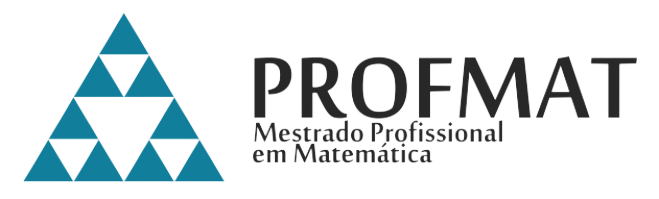 PROFMAT
Mestrado Profissional
em Matemática